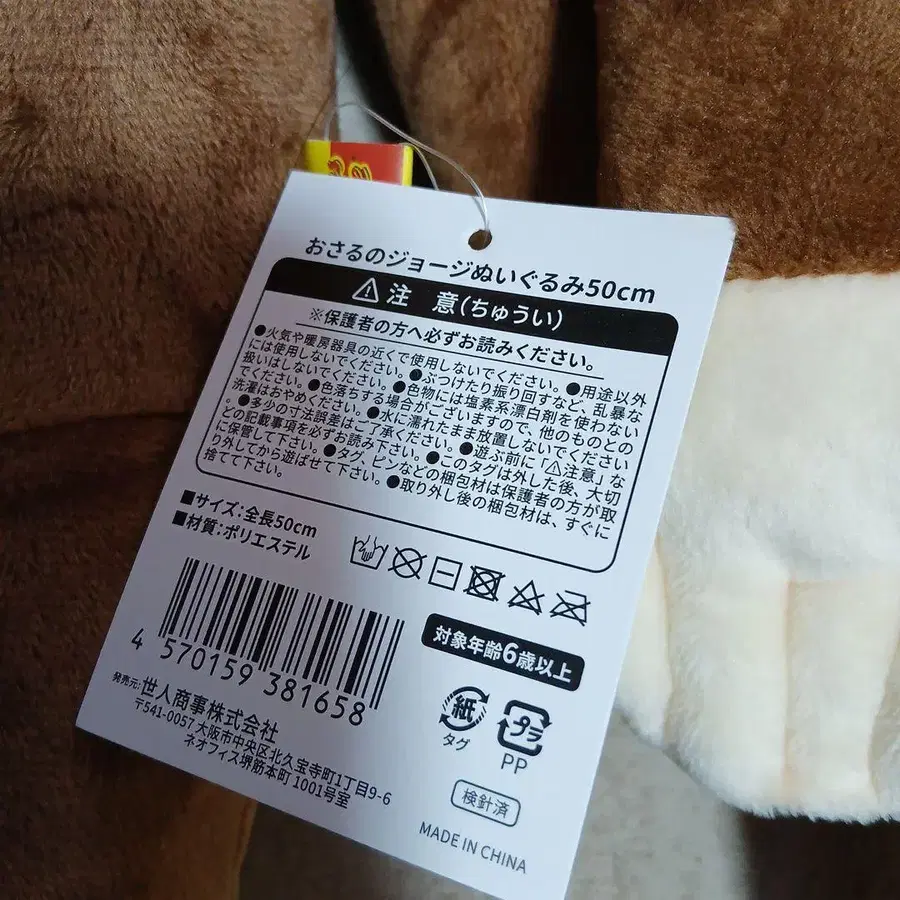 おさるのジョージぬいぐるみ50cm
⚠注 意(ちゅうい)
※保護者の方へ必ずお読みください。
●火気や暖房器具の近くで使用しないでください。●用途以外
には使用しないでください。●ぶつけたり振り回すなど、乱暴な
扱いはしないでください。●色物には塩素系漂白剤を使わない
でください。●色落ちする場合がございますので、他のものとの
洗濯はおやめください。●水に濡れたまま放置しないでください
。●多少の寸法誤差はご了承ください。●遊ぶ前に「⚠注意」な
どの記載事項を必ずお読み下さい。●このタグは外した後、大切
に保管して下さい。●タグ、ピンなどの梱包材は保護者の方が取
り外してから遊ばせて下さい。●取り外し後の梱包材は、すぐに
捨てて下さい。
■サイズ:全長50cm
■材質:ポリエステル
4 570159 381658
対象年齢6歳以上
発売元:世人商事株式会社
〒541-0057 大阪市中央区北久宝寺町1丁目9-6
ネオフィス堺筋本町 1001号室
紙
タグ
プラ
PP
検針済
MADE IN CHINA